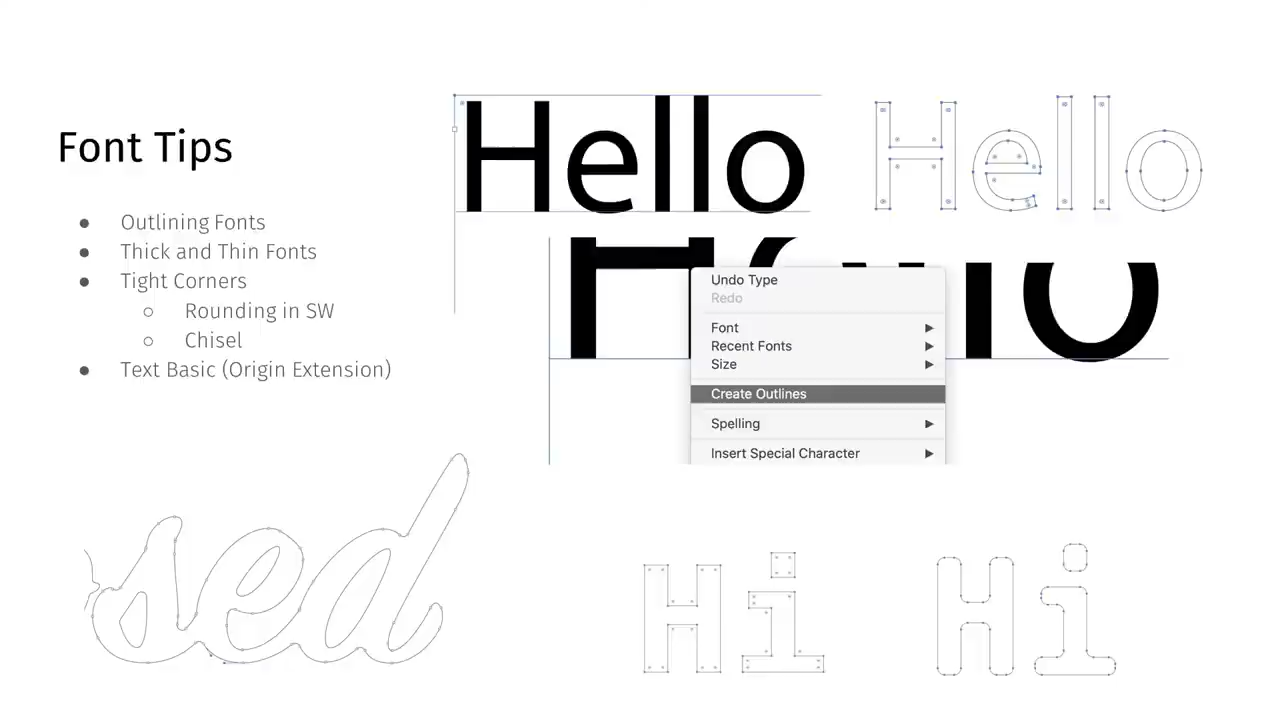 Font Tips
Outlining Fonts
Thick and Thin Fonts
Tight Corners
Rounding in SW
Chisel
Text Basic (Origin Extension)
Hello
Hello
Hello
Undo Type
Redo
Font
Recent Fonts
Size
Create Outlines
Spelling
Insert Special Character
sed
Hi
Hi